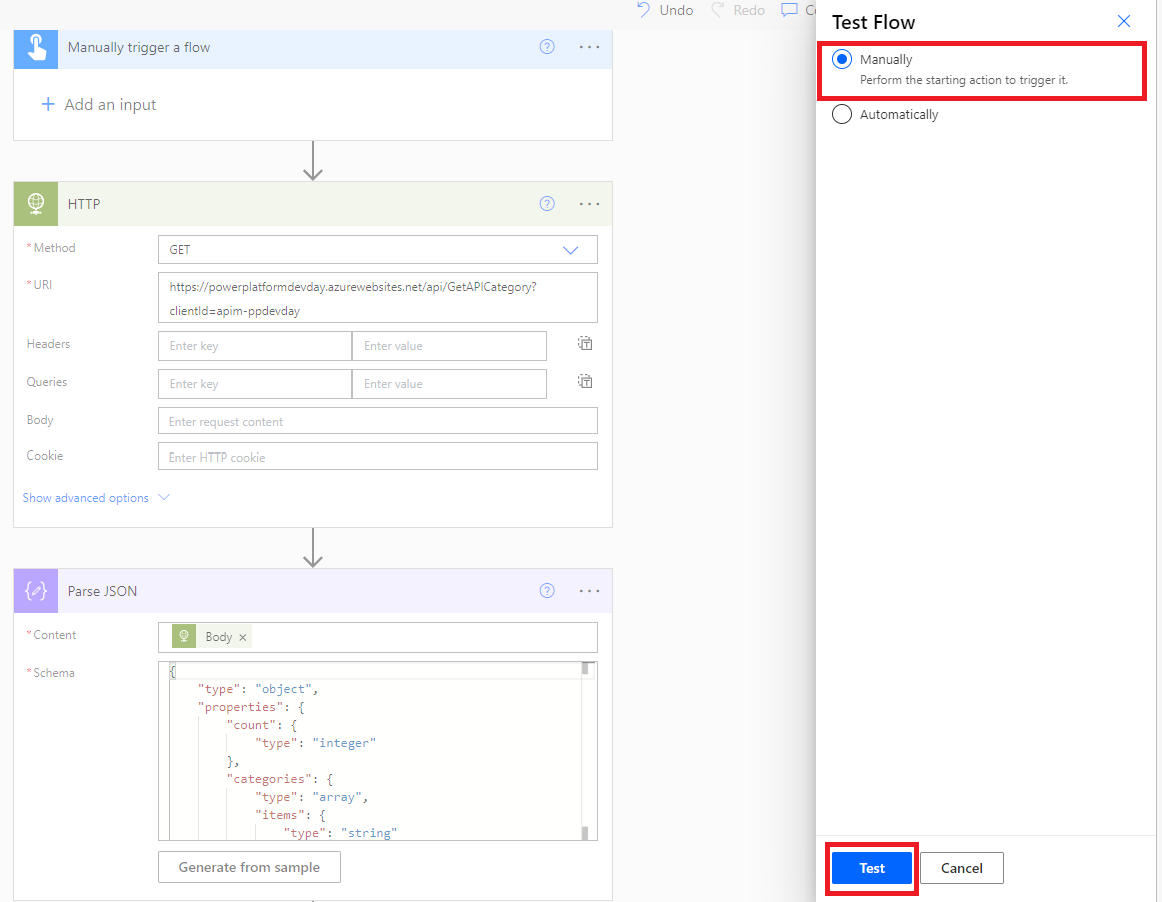 Undo
Redo
Manually trigger a flow
Add an input
HTTP
* Method
GET
* URI
https://powerplatformdevday.azurewebsites.net/api/GetAPICategory?
clientId=apim-ppdevday
Headers
Enter key
Enter value
Queries
Enter key
Enter value
Body
Enter request content
Cookie
Enter HTTP cookie
Show advanced options
Parse JSON
* Content
Body ×
* Schema
{
"type": "object",
"properties": {
"count": {
"type": "integer"
},
"categories": {
"type": "array",
"items": {
"type": "string"
Generate from sample
Test Flow
Manually
Perform the starting action to trigger it.
Automatically
Test
Cancel